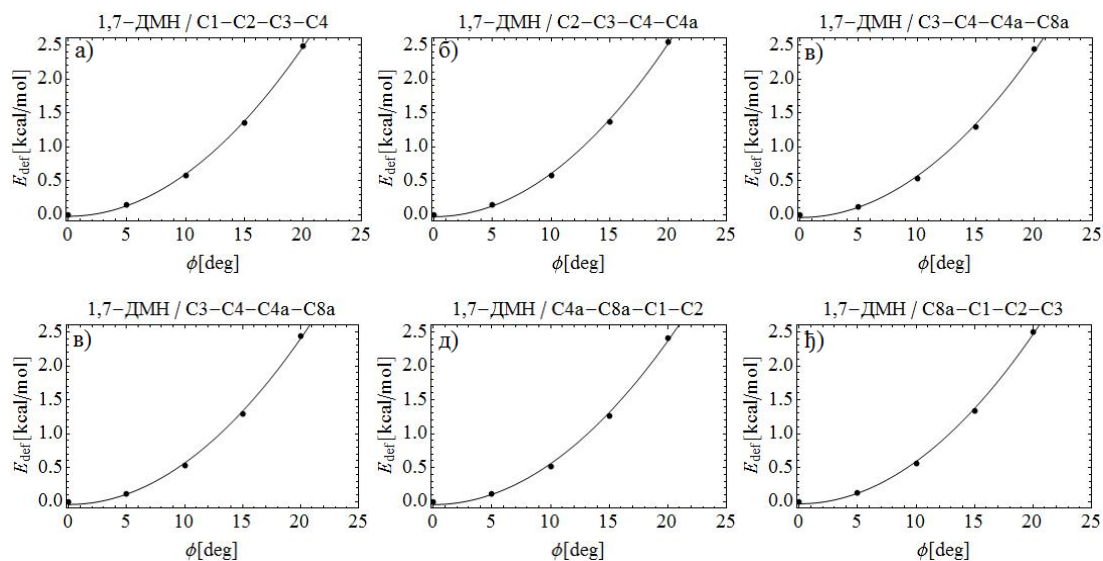 1,7−ДМН / C1−C2−C3−C4
а)
E_def [kcal/mol]
2.5
2.0
1.5
1.0
0.5
0.0
0 5 10 15 20 25
ϕ[deg]
1,7−ДМН / C2−C3−C4−C4a
б)
E_def [kcal/mol]
2.5
2.0
1.5
1.0
0.5
0.0
0 5 10 15 20 25
ϕ[deg]
1,7−ДМН / C3−C4−C4a−C8a
в)
E_def [kcal/mol]
2.5
2.0
1.5
1.0
0.5
0.0
0 5 10 15 20 25
ϕ[deg]
1,7−ДМН / C3−C4−C4a−C8a
в)
E_def [kcal/mol]
2.5
2.0
1.5
1.0
0.5
0.0
0 5 10 15 20 25
ϕ[deg]
1,7−ДМН / C4a−C8a−C1−C2
д)
E_def [kcal/mol]
2.5
2.0
1.5
1.0
0.5
0.0
0 5 10 15 20 25
ϕ[deg]
1,7−ДМН / C8a−C1−C2−C3
ђ)
E_def [kcal/mol]
2.5
2.0
1.5
1.0
0.5
0.0
0 5 10 15 20 25
ϕ[deg]